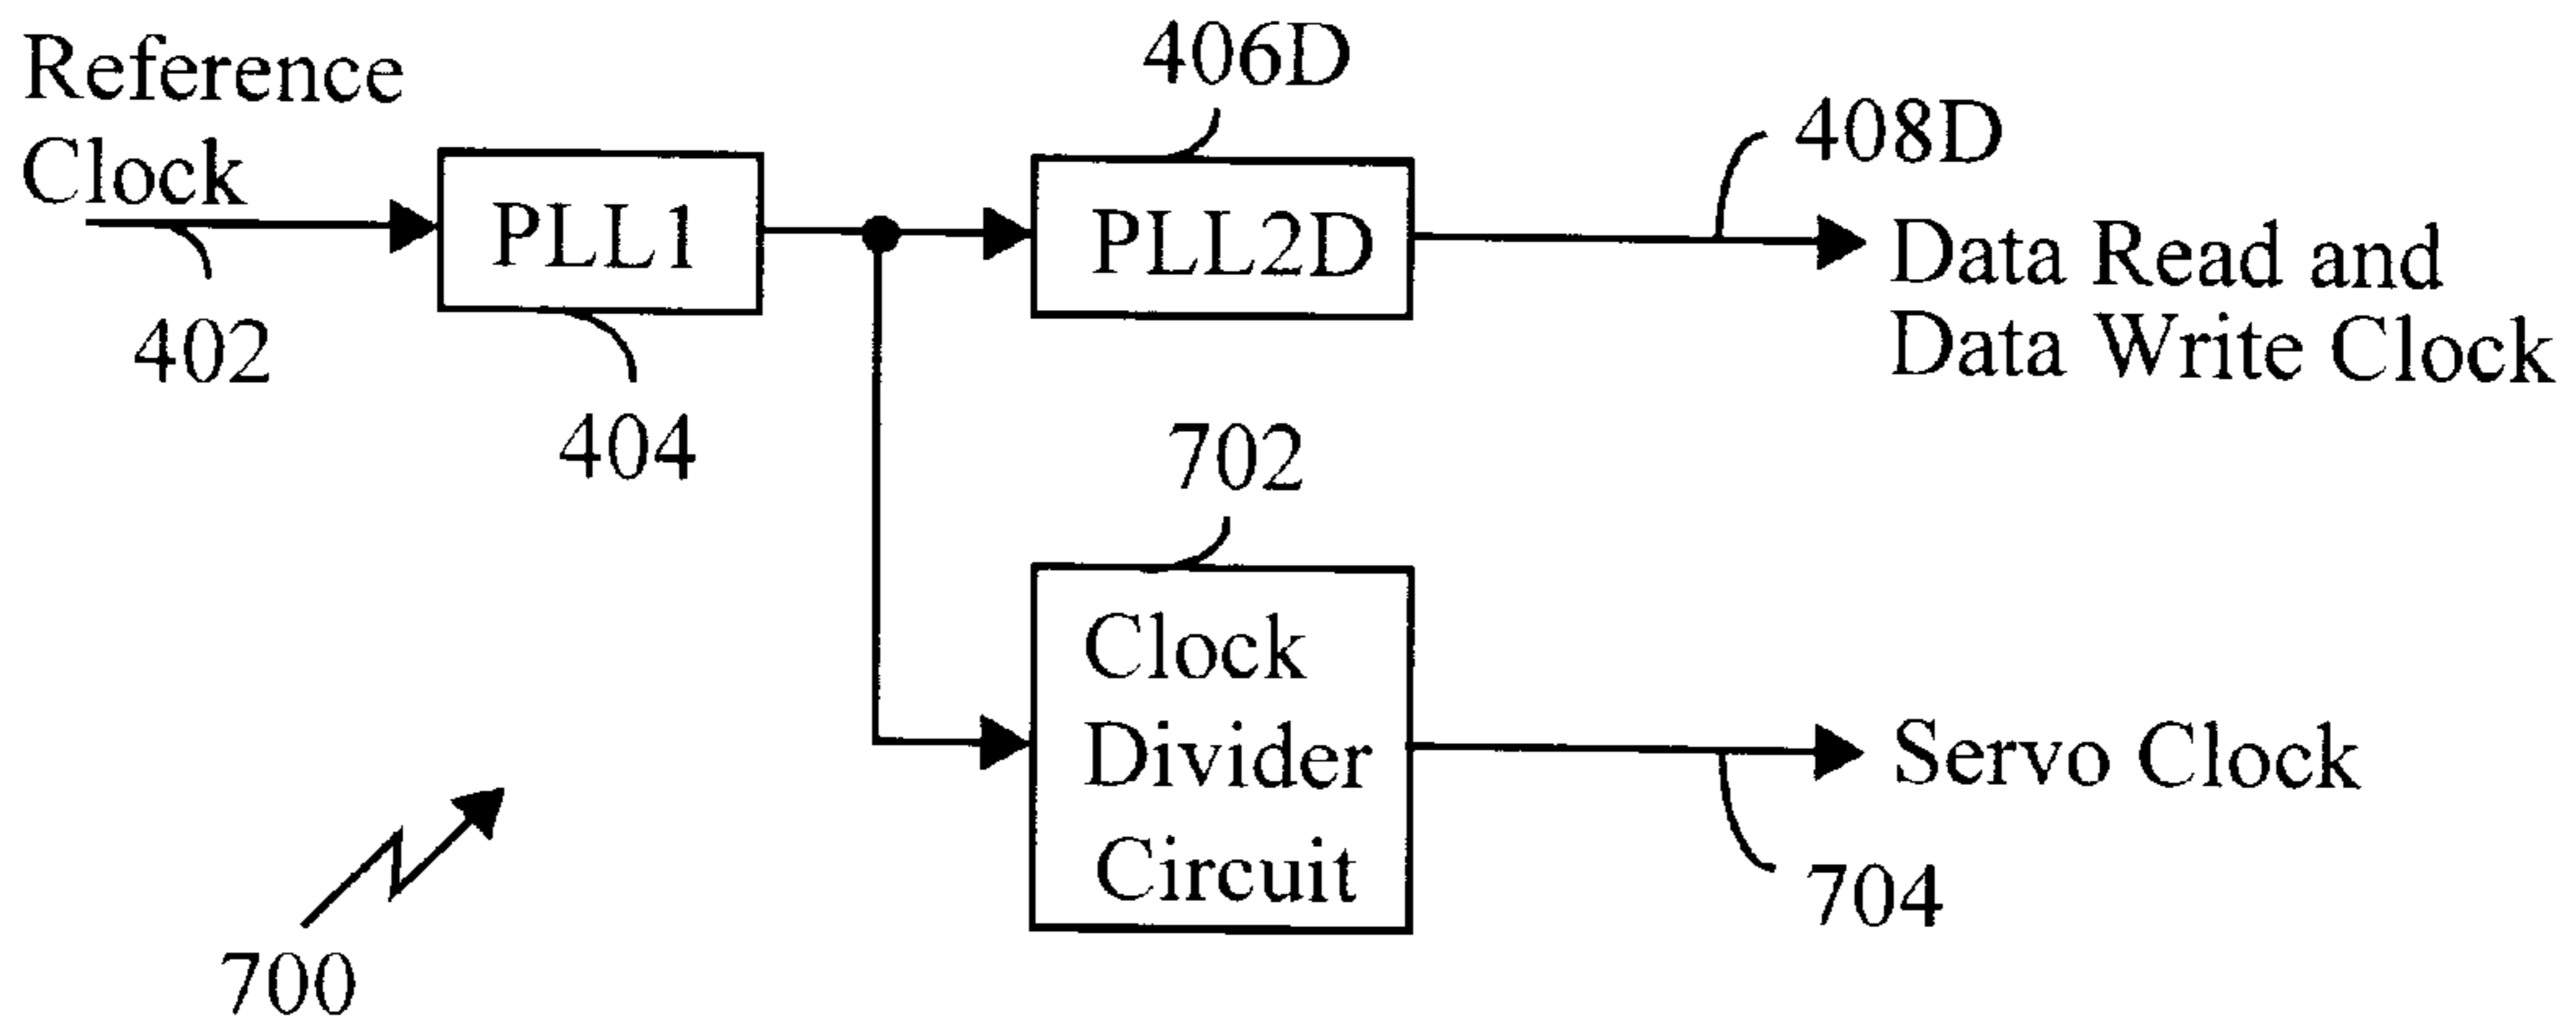 Reference
Clock
402
PLL1
404
406D
PLL2D
408D
Data Read and
Data Write Clock
702
Clock
Divider
Circuit
Servo Clock
704
700